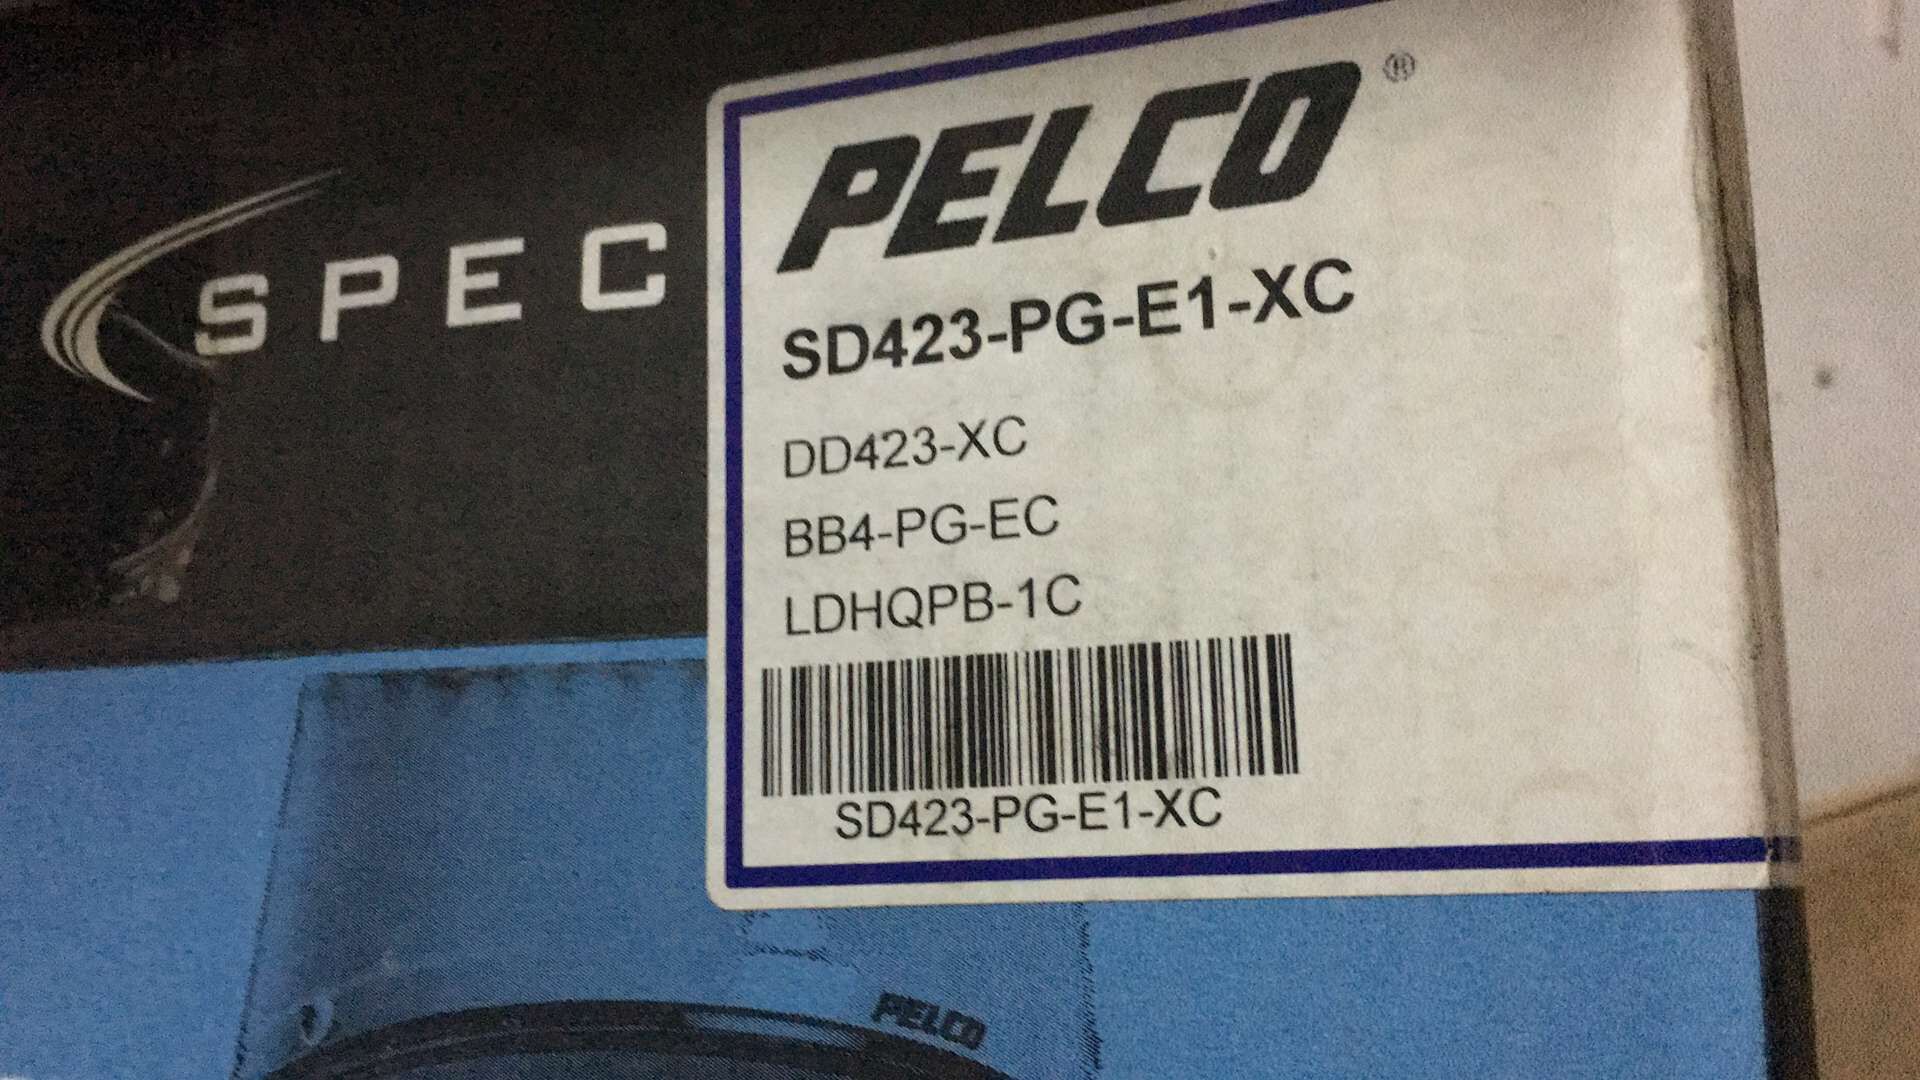 SPEC
PELCO®
SD423-PG-E1-XC
DD423-XC
BB4-PG-EC
LDHQPB-1C
SD423-PG-E1-XC
PELCO